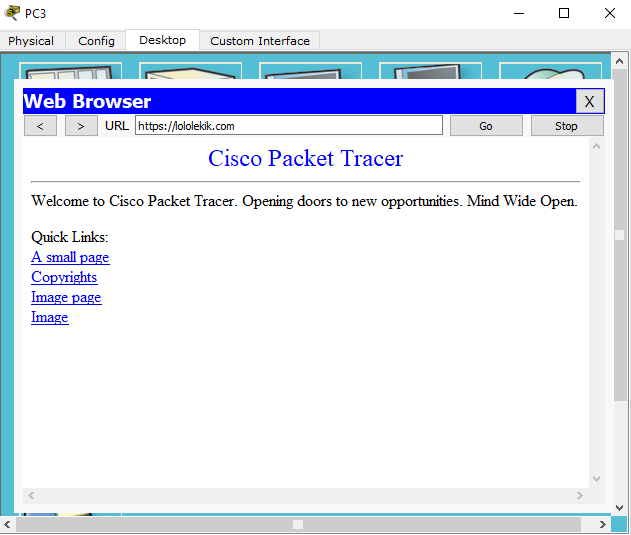 PC3
Physical Config Desktop Custom Interface
Web Browser X
< > URL https://lololekik.com Go Stop
Cisco Packet Tracer
Welcome to Cisco Packet Tracer. Opening doors to new opportunities. Mind Wide Open.
Quick Links:
A small page
Copyrights
Image page
Image